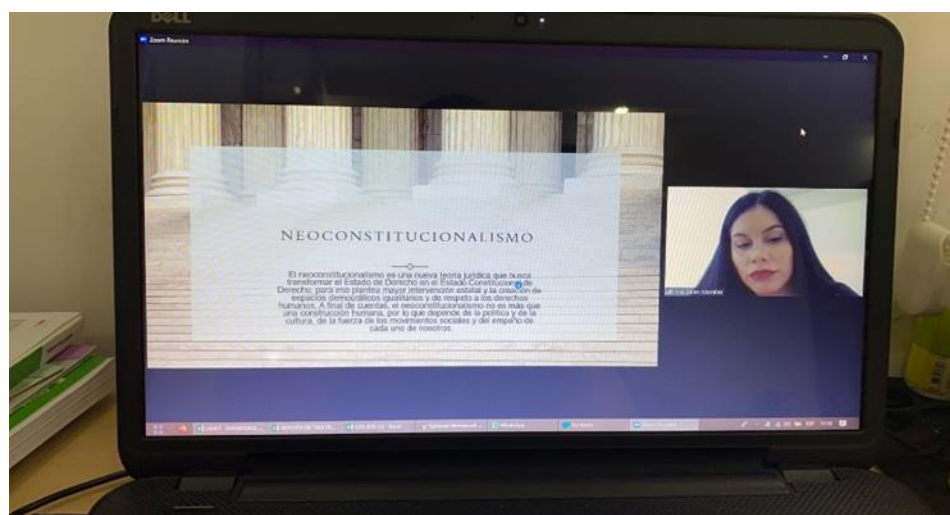 DELL
Zoom Reunión
NEOCONSTITUCIONALISMO
El neoconstitucionalismo es una nueva teoría jurídica que busca
transformar el Estado de Derecho en el Estado Constitucional de
Derecho, para eso plantea mayor intervención estatal y la creación de
espacios democráticos igualitarios y de respeto a los derechos
humanos. A final de cuentas, el neoconstitucionalismo no es más que
una construcción humana, por lo que depende de la política y de la
cultura, de la fuerza de los movimientos sociales y del empeño de
cada uno de nosotros.
WhatsApp